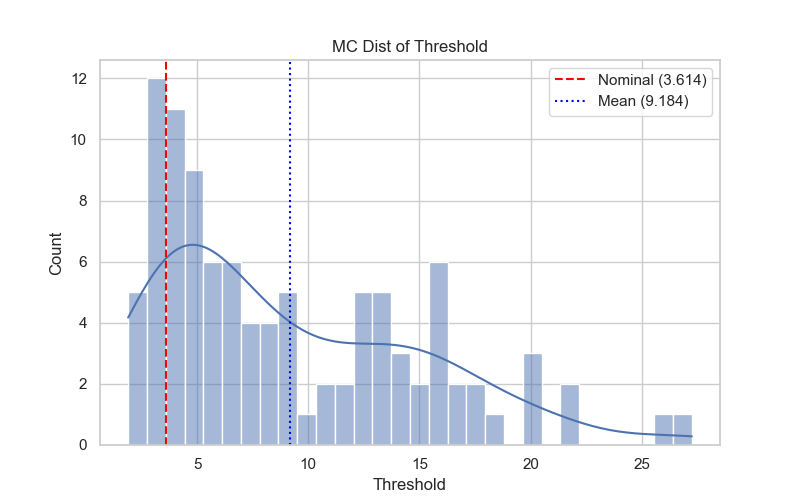 MC Dist of Threshold
Nominal (3.614)
Mean (9.184)
12
10
8
6
4
2
0
Count
5
10
15
20
25
Threshold